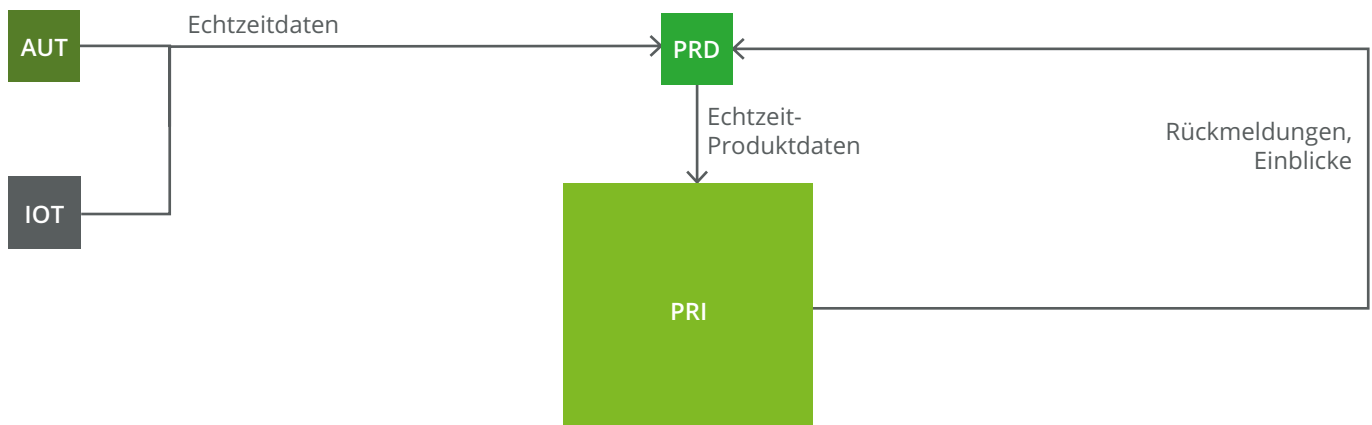 AUT
Echtzeitdaten
PRD
Echtzeit-
Produktdaten
Rückmeldungen,
Einblicke
IOT
PRI